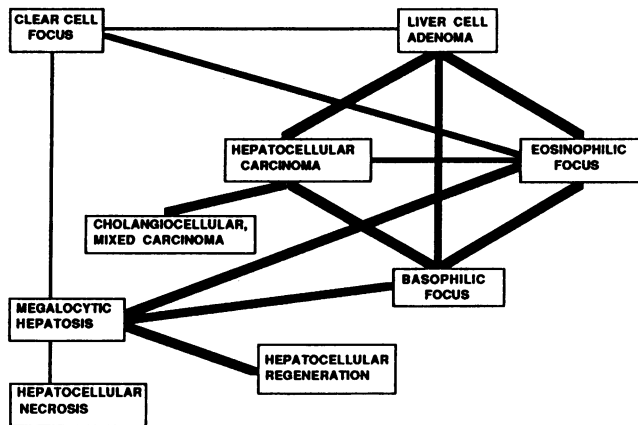 CLEAR CELL
FOCUS
LIVER CELL
ADENOMA
HEPATOCELLULAR
CARCINOMA
EOSINOPHILIC
FOCUS
CHOLANGIOCELLULAR,
MIXED CARCINOMA
BASOPHILIC
FOCUS
MEGALOCYTIC
HEPATOSIS
HEPATOCELLULAR
REGENERATION
HEPATOCELLULAR
NECROSIS